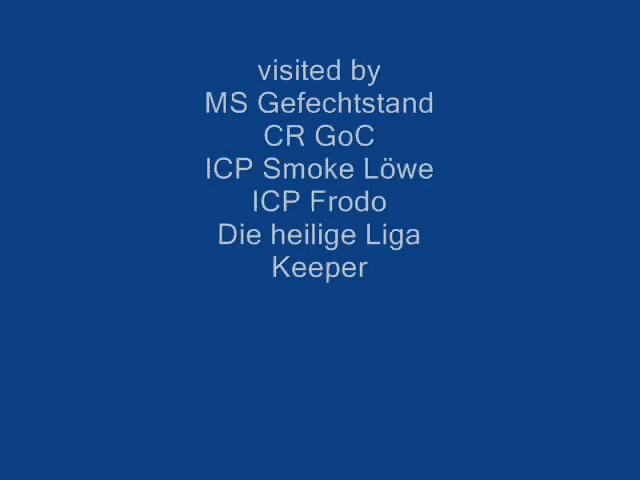 visited by
MS Gefechtstand
CR GoC
ICP Smoke Löwe
ICP Frodo
Die heilige Liga
Keeper